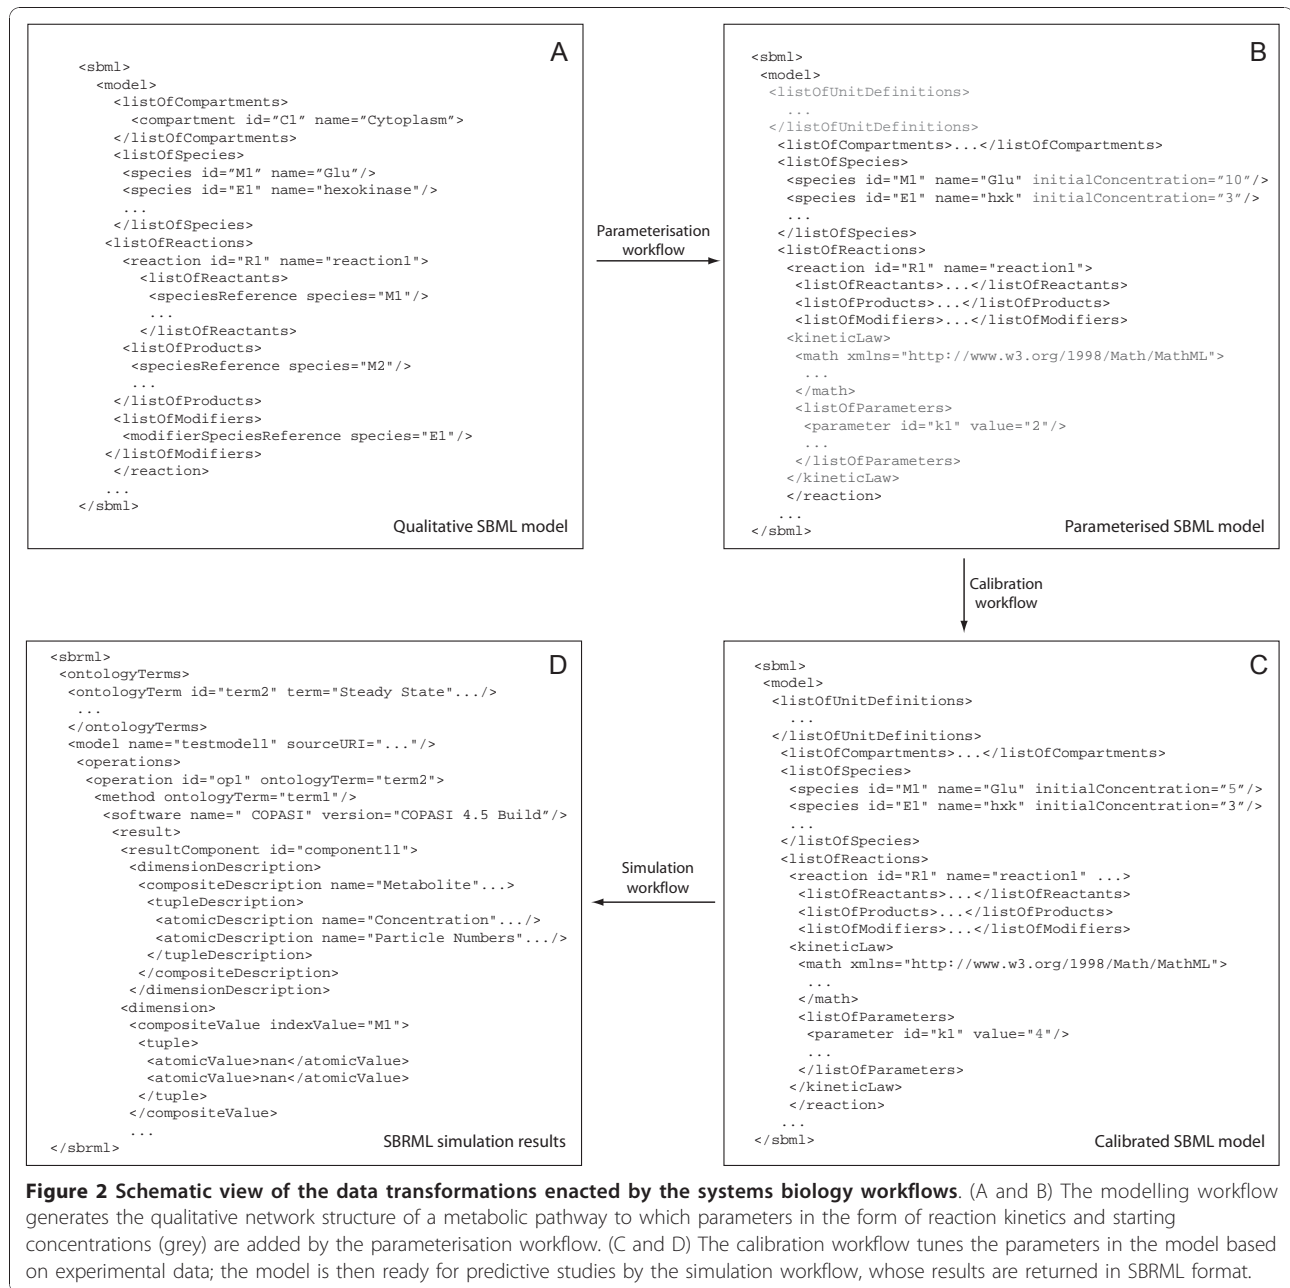 A
<sbml>
<model>
<listOfCompartments>
<compartment id="C1" name="Cytoplasm">
</listOfCompartments>
<listOfSpecies>
<species id="M1" name="Glu"/>
<species id="E1" name="hexokinase"/>
...
</listOfSpecies>
<listOfReactions>
<reaction id="R1" name="reaction1">
<listOfReactants>
<speciesReference species="M1"/>
...
</listOfReactants>
<listOfProducts>
<speciesReference species="M2"/>
...
</listOfProducts>
<listOfModifiers>
<modifierSpeciesReference species="E1"/>
</listOfModifiers>
</reaction>
...
</sbml>
Qualitative SBML model
Parameterisation
workflow
B
<sbml>
<model>
<listOfUnitDefinitions>
...
</listOfUnitDefinitions>
<listOfCompartments>...</listOfCompartments>
<listOfSpecies>
<species id="M1" name="Glu" initialConcentration="10"/>
<species id="E1" name="hxk" initialConcentration="3"/>
...
</listOfSpecies>
<listOfReactions>
<reaction id="R1" name="reaction1">
<listOfReactants>...</listOfReactants>
<listOfProducts>...</listOfProducts>
<listOfModifiers>...</listOfModifiers>
<kineticLaw>
<math xmlns="http://www.w3.org/1998/Math/MathML">
...
</math>
<listOfParameters>
<parameter id="k1" value="2"/>
...
</listOfParameters>
</kineticLaw>
</reaction>
...
</sbml>
Parameterised SBML model
Calibration
workflow
C
<sbml>
<model>
<listOfUnitDefinitions>
...
</listOfUnitDefinitions>
<listOfCompartments>...</listOfCompartments>
<listOfSpecies>
<species id="M1" name="Glu" initialConcentration="5"/>
<species id="E1" name="hxk" initialConcentration="3"/>
...
</listOfSpecies>
<listOfReactions>
<reaction id="R1" name="reaction1" ...>
<listOfReactants>...</listOfReactants>
<listOfProducts>...</listOfProducts>
<listOfModifiers>...</listOfModifiers>
<kineticLaw>
<math xmlns="http://www.w3.org/1998/Math/MathML">
...
</math>
<listOfParameters>
<parameter id="k1" value="4"/>
...
</listOfParameters>
</kineticLaw>
</reaction>
...
</sbml>
Calibrated SBML model
Simulation
workflow
D
<sbrml>
<ontologyTerms>
<ontologyTerm id="term2" term="Steady State".../>
...
</ontologyTerms>
<model name="testmodel1" sourceURI="..."/>
<operations>
<operation id="op1" ontologyTerm="term2">
<method ontologyTerm="term1"/>
<software name=" COPASI" version="COPASI 4.5 Build"/>
<result>
<resultComponent id="component11">
<dimensionDescription>
<compositeDescription name="Metabolite"...>
<tupleDescription>
<atomicDescription name="Concentration".../>
<atomicDescription name="Particle Numbers".../>
</tupleDescription>
</compositeDescription>
</dimensionDescription>
<dimension>
<compositeValue indexValue="M1">
<tuple>
<atomicValue>nan</atomicValue>
<atomicValue>nan</atomicValue>
</tuple>
</compositeValue>
...
</sbrml>
SBRML simulation results
Figure 2 Schematic view of the data transformations enacted by the systems biology workflows. (A and B) The modelling workflow
generates the qualitative network structure of a metabolic pathway to which parameters in the form of reaction kinetics and starting
concentrations (grey) are added by the parameterisation workflow. (C and D) The calibration workflow tunes the parameters in the model based
on experimental data; the model is then ready for predictive studies by the simulation workflow, whose results are returned in SBRML format.